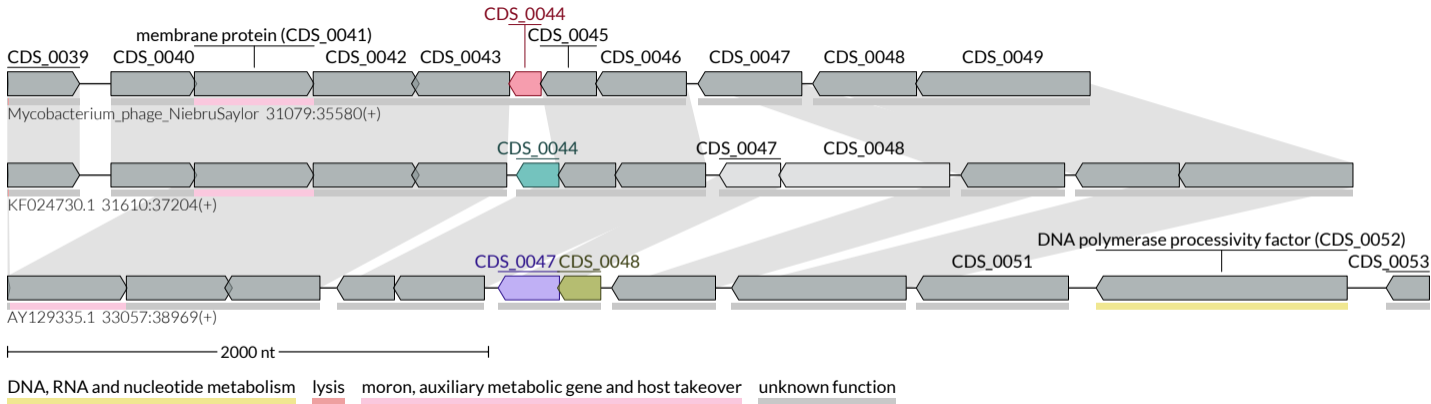 CDS_0044
membrane protein (CDS_0041) CDS_0045
CDS_0039 CDS_0040 CDS_0042 CDS_0043 CDS_0046 CDS_0047 CDS_0048 CDS_0049
Mycobacterium_phage_NiebruSaylor 31079:35580(+)
CDS_0044 CDS_0047 CDS_0048
KF024730.1 31610:37204(+)
DNA polymerase processivity factor (CDS_0052)
CDS_0047 CDS_0048 CDS_0051 CDS_0053
AY129335.1 33057:38969(+)
2000 nt
DNA, RNA and nucleotide metabolism lysis moron, auxiliary metabolic gene and host takeover unknown function